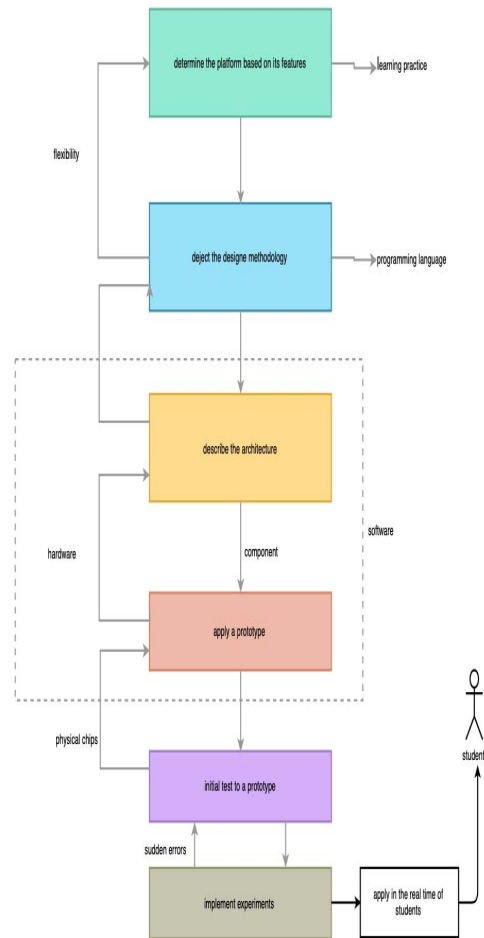 determine the platform based on its features
learning practice
flexibility
deject the designe methodology
programming language
describe the architecture
software
hardware
component
apply a prototype
physical chips
student
initial test to a prototype
sudden errors
implement experiments
apply in the real time of
students